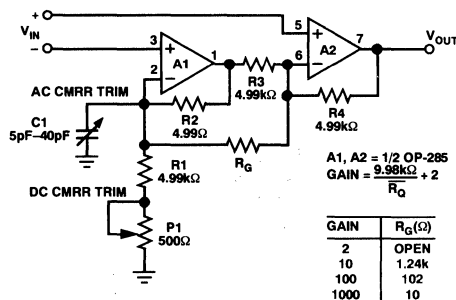 +
V_IN
−
3
+
2
−
A1
1
R3
4.99kΩ
5
+
6
−
A2
7
V_OUT
AC CMRR TRIM
C1
5pF–40pF
R2
4.99Ω
R4
4.99kΩ
R_G
R1
4.99kΩ
DC CMRR TRIM
P1
500Ω
A1, A2 = 1/2 OP-285
GAIN = 9.98kΩ / R_Q + 2
GAIN R_G(Ω)
2 OPEN
10 1.24k
100 102
1000 10